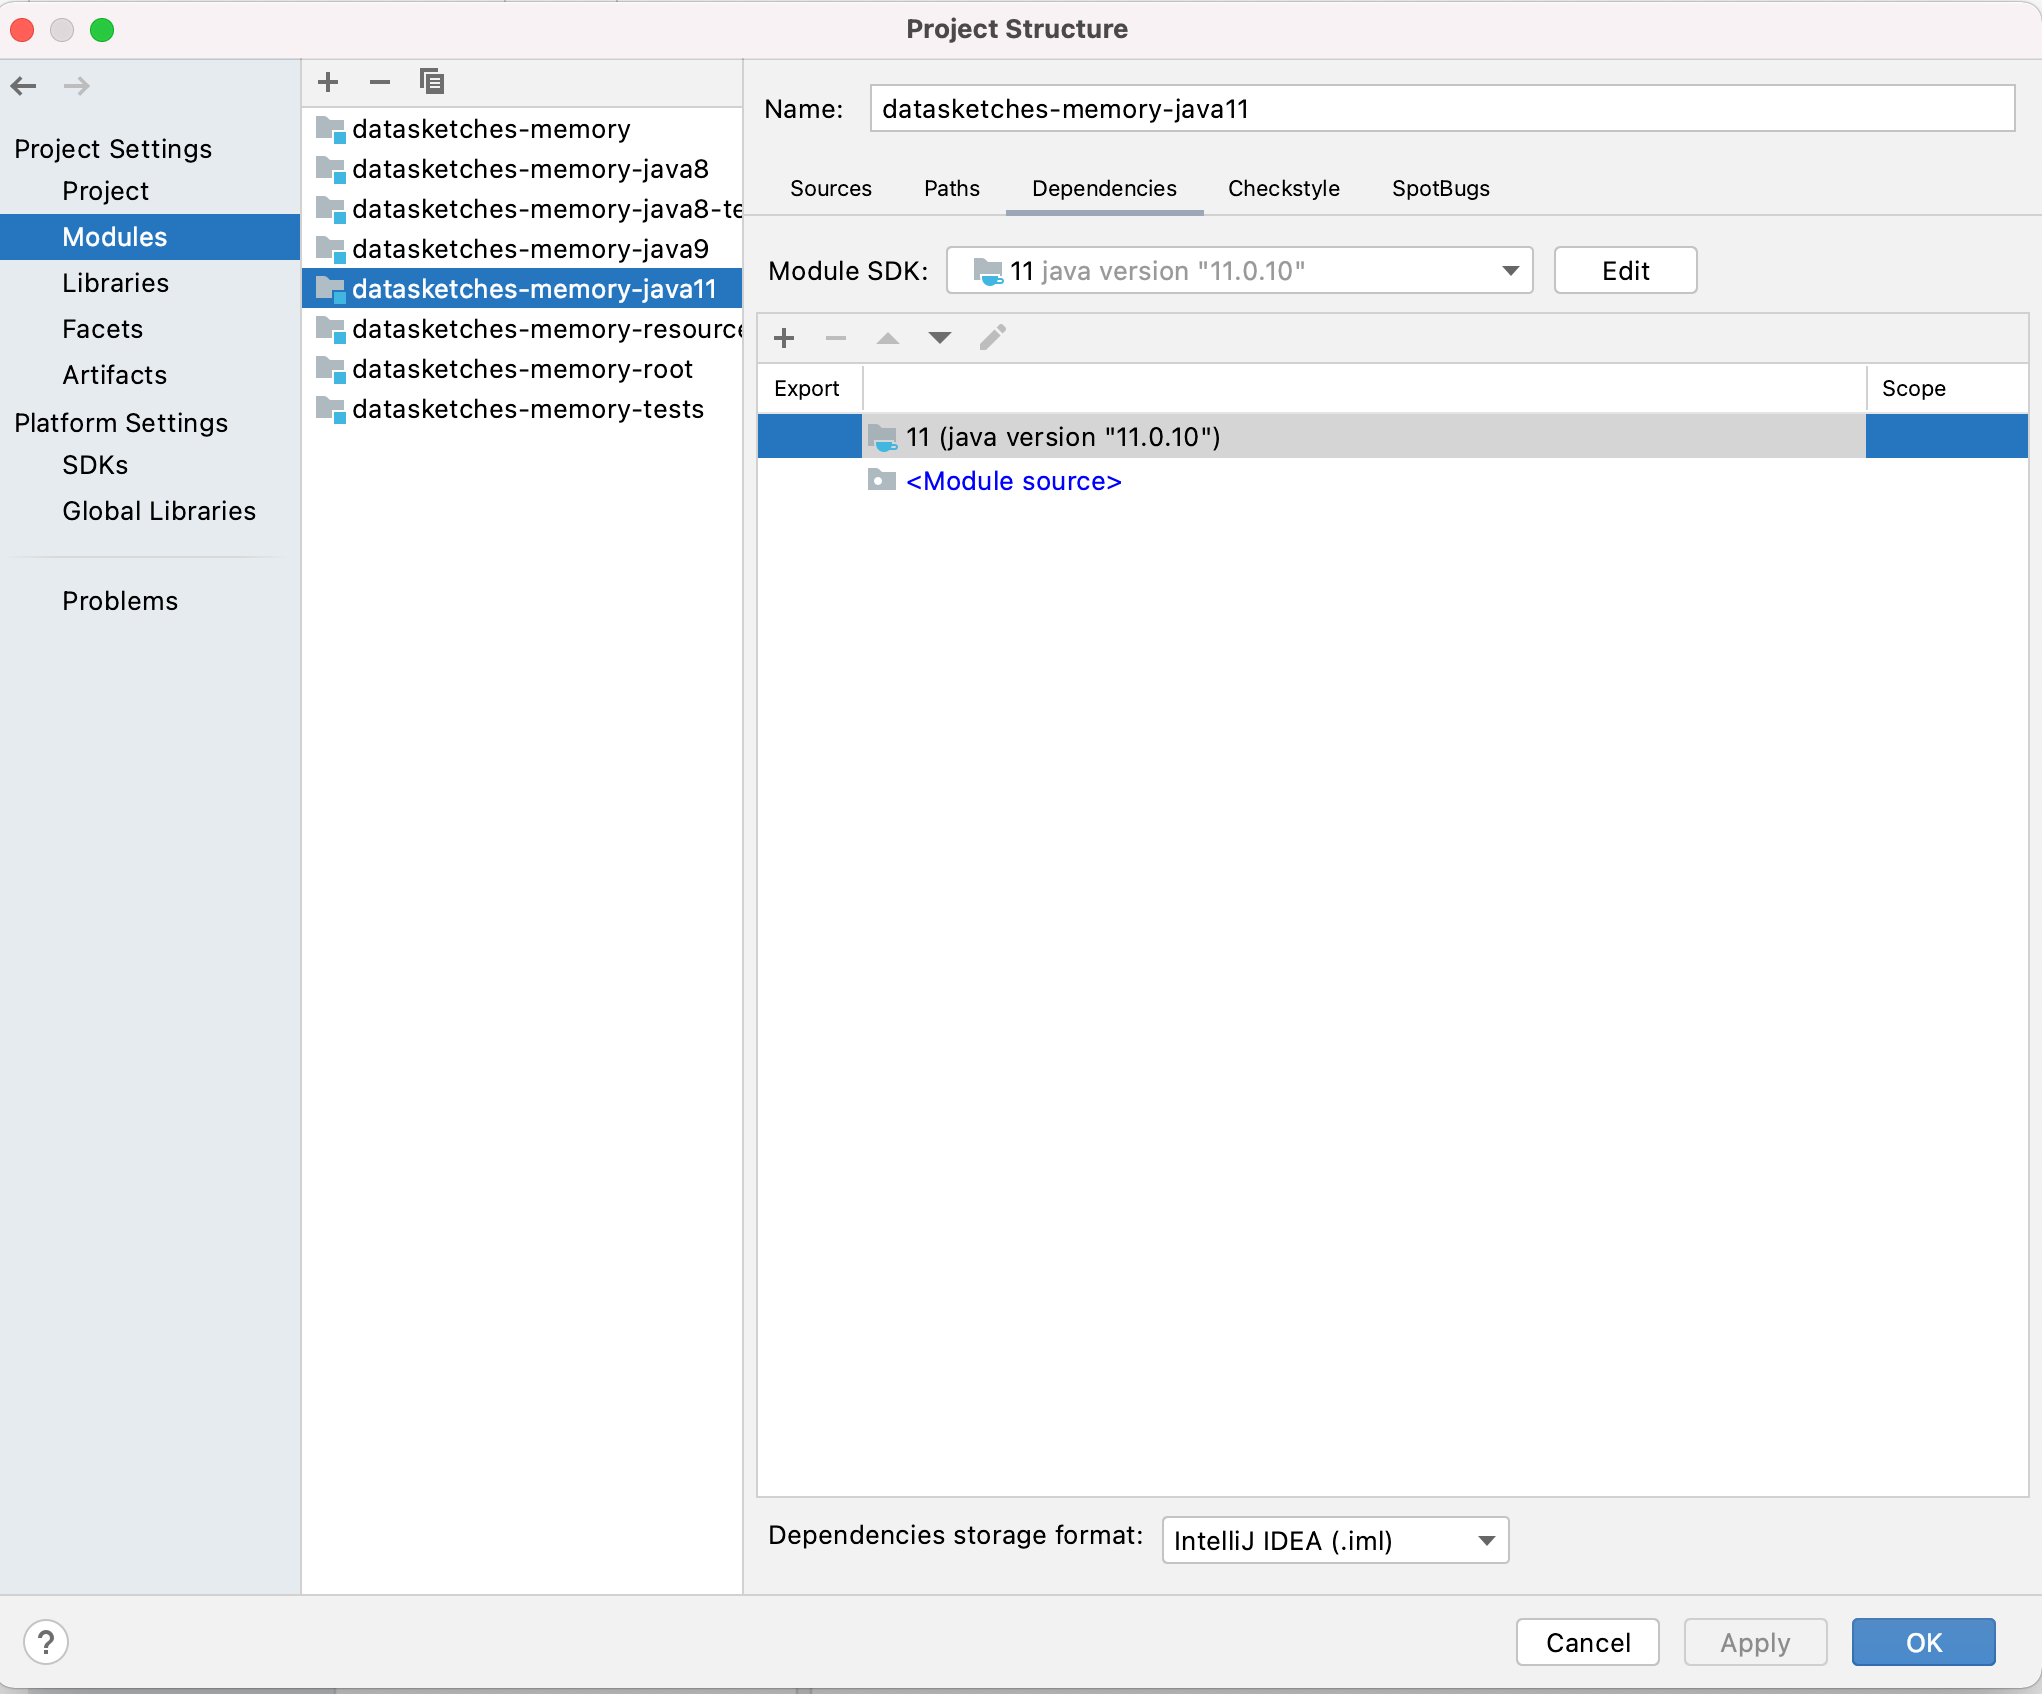 Project Structure
Project Settings
Project
Modules
Libraries
Facets
Artifacts
Platform Settings
SDKs
Global Libraries
Problems
datasketches-memory
datasketches-memory-java8
datasketches-memory-java8-te
datasketches-memory-java9
datasketches-memory-java11
datasketches-memory-resource
datasketches-memory-root
datasketches-memory-tests
Name: datasketches-memory-java11
Sources Paths Dependencies Checkstyle SpotBugs
Module SDK: 11 java version "11.0.10" Edit
Export Scope
11 (java version "11.0.10")
<Module source>
Dependencies storage format: IntelliJ IDEA (.iml)
? Cancel Apply OK